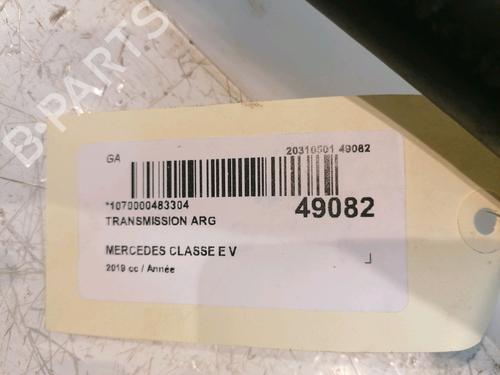 B-PARTS
GA
20310501 49082
*1070000483304
49082
TRANSMISSION ARG
MERCEDES CLASSE E V
2019 cc / Année